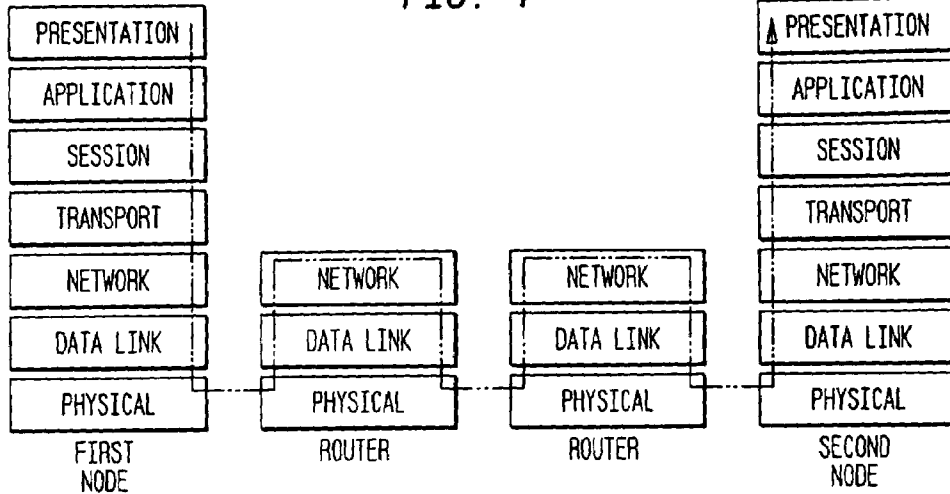 PRESENTATION
APPLICATION
SESSION
TRANSPORT
NETWORK
DATA LINK
PHYSICAL
FIRST
NODE
NETWORK
DATA LINK
PHYSICAL
ROUTER
NETWORK
DATA LINK
PHYSICAL
ROUTER
PRESENTATION
APPLICATION
SESSION
TRANSPORT
NETWORK
DATA LINK
PHYSICAL
SECOND
NODE